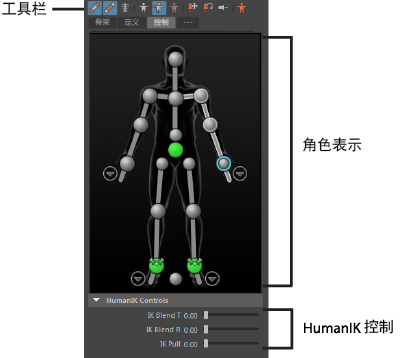 工具栏
骨架 定义 控制 ---
角色表示
HumanIK Controls
IK Blend T 0.00
IK Blend R 0.00
IK Pull 0.00
HumanIK 控制